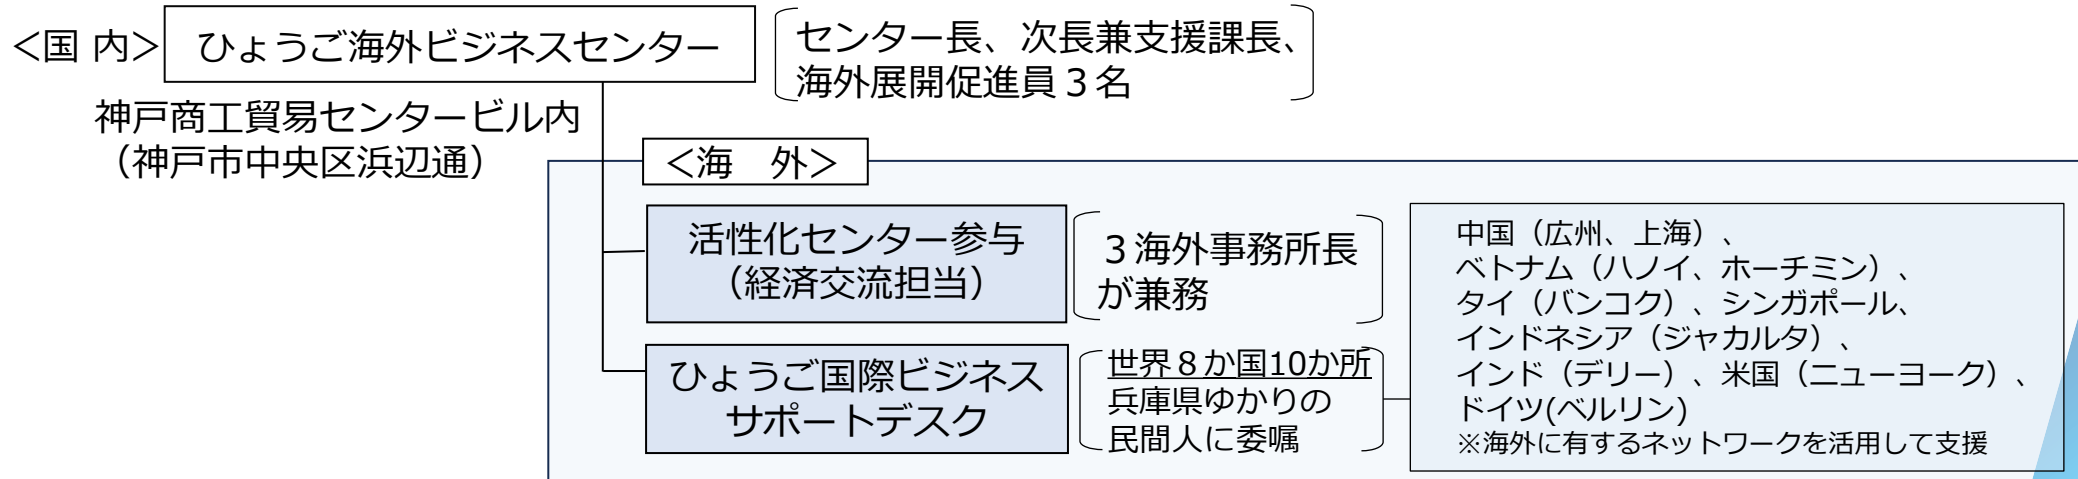 <国 内>
ひょうご海外ビジネスセンター
センター長、次長兼支援課長、
海外展開促進員３名
神戸商工貿易センタービル内
（神戸市中央区浜辺通）
<海　外>
活性化センター参与
（経済交流担当）
３海外事務所長
が兼務
ひょうご国際ビジネス
サポートデスク
世界８か国10か所
兵庫県ゆかりの
民間人に委嘱
中国（広州、上海）、
ベトナム（ハノイ、ホーチミン）、
タイ（バンコク）、シンガポール、
インドネシア（ジャカルタ）、
インド（デリー）、米国（ニューヨーク）、
ドイツ(ベルリン)
※海外に有するネットワークを活用して支援